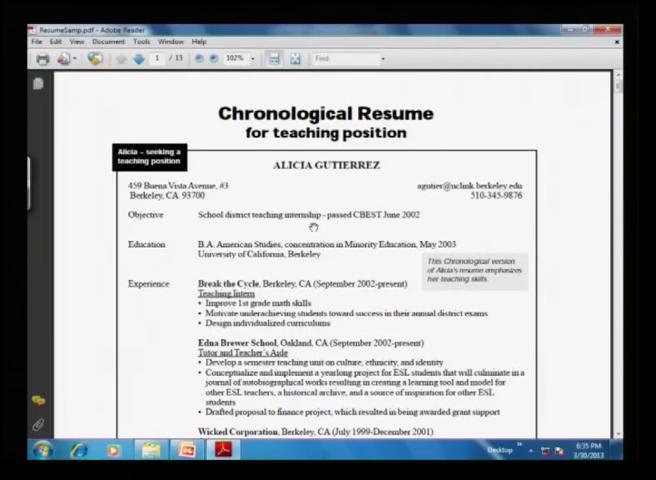 ResumeSamp.pdf - Adobe Reader
File Edit View Document Tools Window Help
1 / 13 102% Find
Chronological Resume
for teaching position
Alicia – seeking a
teaching position
ALICIA GUTIERREZ
459 Buena Vista Avenue, #3 agutier@uclink.berkeley.edu
Berkeley, CA 93700 510-345-9876
Objective School district teaching internship - passed CBEST June 2002
Education B.A. American Studies, concentration in Minority Education, May 2003
University of California, Berkeley
This Chronological version
of Alicia's resume emphasizes
her teaching skills.
Experience Break the Cycle, Berkeley, CA (September 2002-present)
Teaching Intern
• Improve 1st grade math skills
• Motivate underachieving students toward success in their annual district exams
• Design individualized curriculums
Edna Brewer School, Oakland, CA (September 2002-present)
Tutor and Teacher's Aide
• Develop a semester teaching unit on culture, ethnicity, and identity
• Conceptualize and implement a yearlong project for ESL students that will culminate in a
journal of autobiographical works resulting in creating a learning tool and model for
other ESL teachers, a historical archive, and a source of inspiration for other ESL
students
• Drafted proposal to finance project, which resulted in being awarded grant support
Wicked Corporation, Berkeley, CA (July 1999-December 2001)
Desktop » 6:35 PM
3/30/2013